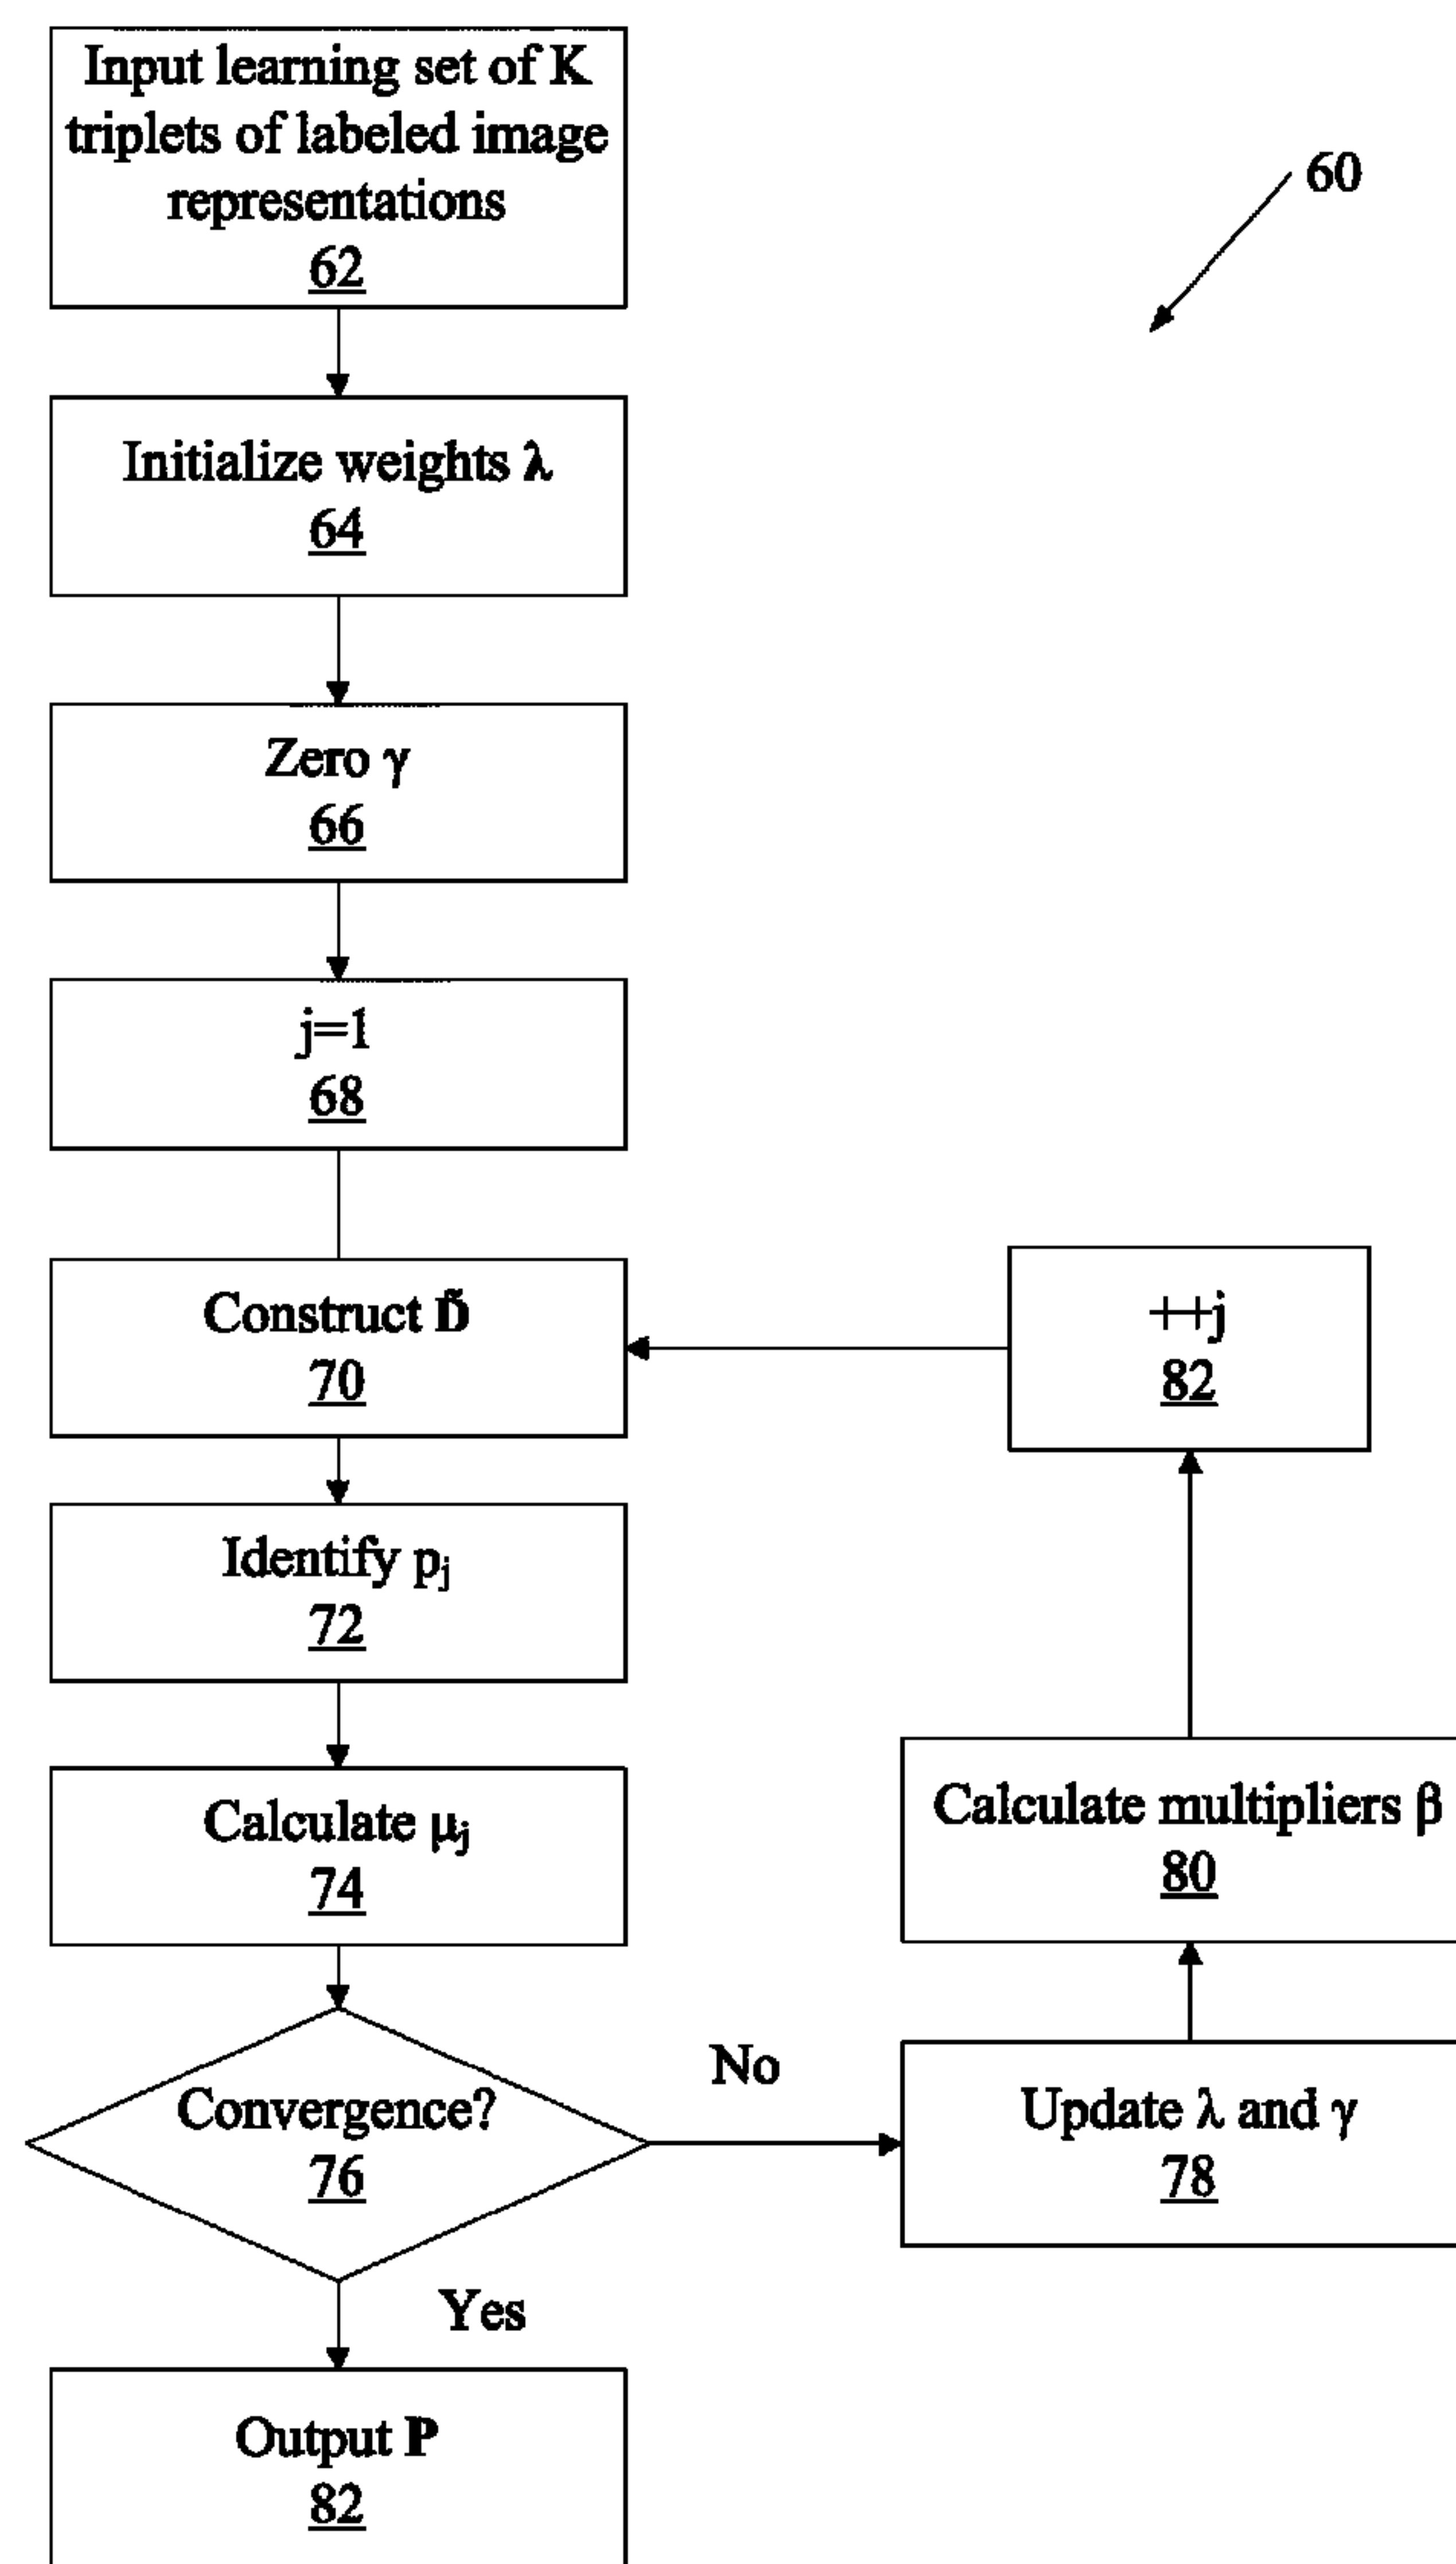 Input learning set of K
triplets of labeled image
representations
62
60
Initialize weights λ
64
Zero γ
66
j=1
68
Construct D̃
70
++j
82
Identify pj
72
Calculate μj
74
Calculate multipliers β
80
Convergence?
76
No
Update λ and γ
78
Yes
Output P
82